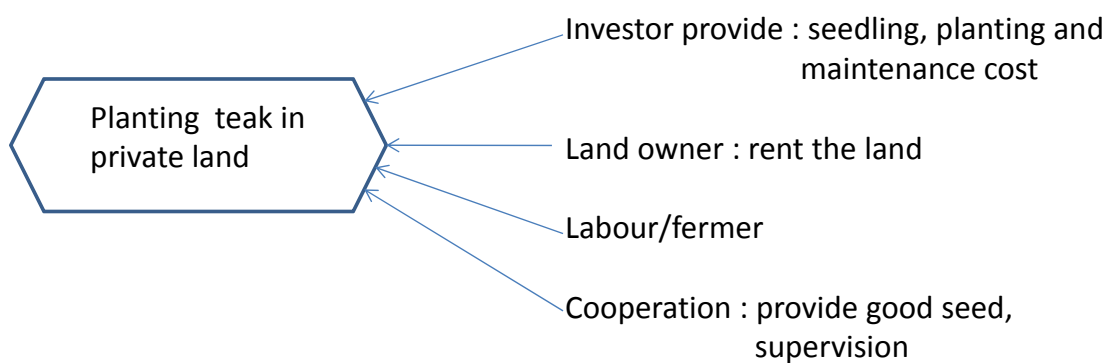 Investor provide : seedling, planting and
maintenance cost
Planting teak in
private land
Land owner : rent the land
Labour/fermer
Cooperation : provide good seed,
supervision